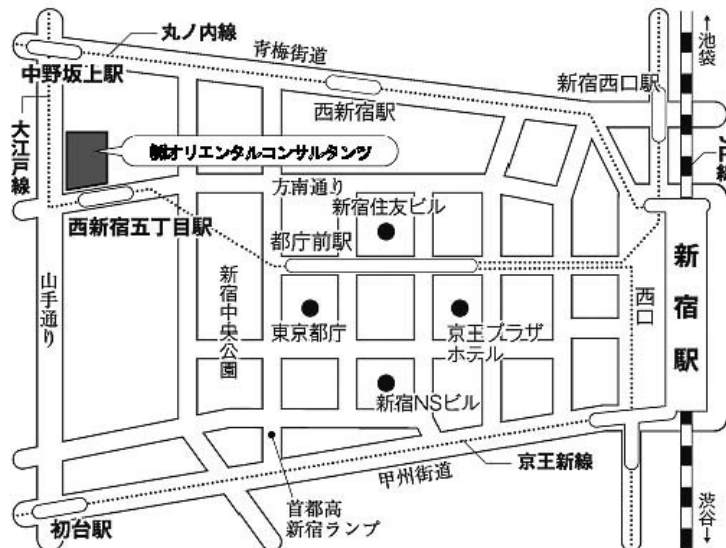 丸ノ内線
青梅街道
←池袋
中野坂上駅
新宿西口駅
西新宿駅
大江戸線
㈱オリエンタルコンサルタンツ
JR線
方南通り
新宿住友ビル
西新宿五丁目駅
都庁前駅
新宿駅
山手通り
新宿中央公園
西口
東京都庁
京王プラザ
ホテル
新宿NSビル
京王新線
甲州街道
首都高
新宿ランプ
初台駅
渋谷→